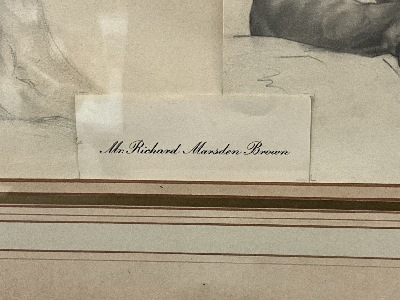 Mr. Richard Marsden Brown